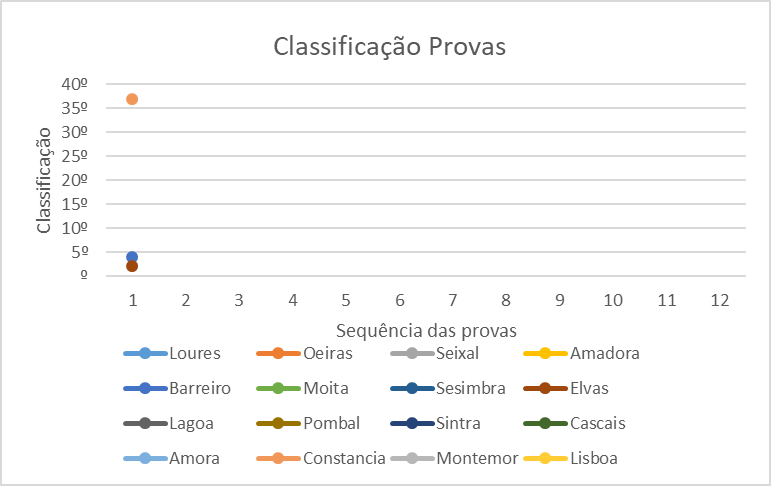 Classificação Provas
40º
35º
30º
25º
20º
15º
10º
5º
º
Classificação
1 2 3 4 5 6 7 8 9 10 11 12
Sequência das provas
Loures Oeiras Seixal Amadora
Barreiro Moita Sesimbra Elvas
Lagoa Pombal Sintra Cascais
Amora Constancia Montemor Lisboa